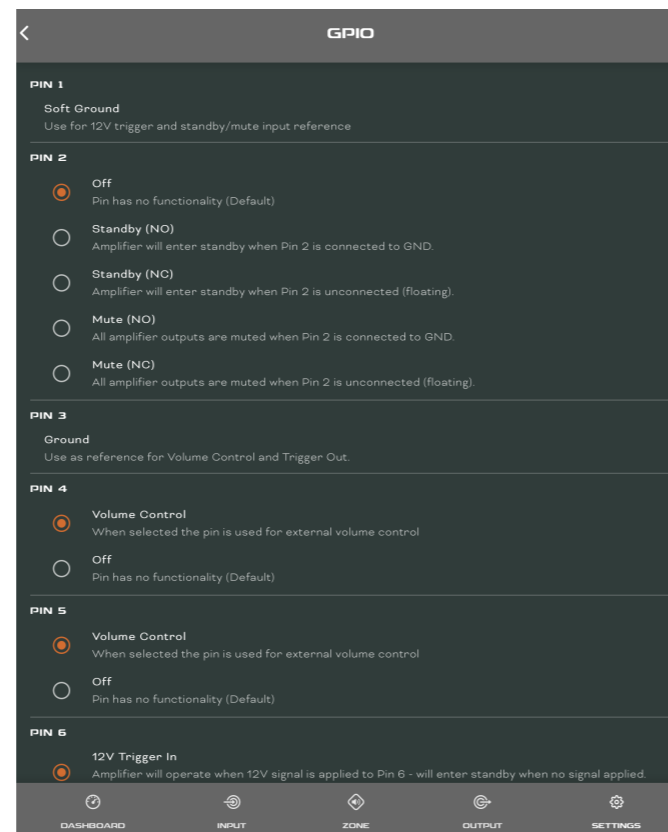 GPIO
PIN 1
Soft Ground
Use for 12V trigger and standby/mute input reference
PIN 2
Off
Pin has no functionality (Default)
Standby (NO)
Amplifier will enter standby when Pin 2 is connected to GND.
Standby (NC)
Amplifier will enter standby when Pin 2 is unconnected (floating).
Mute (NO)
All amplifier outputs are muted when Pin 2 is connected to GND.
Mute (NC)
All amplifier outputs are muted when Pin 2 is unconnected (floating).
PIN 3
Ground
Use as reference for Volume Control and Trigger Out.
PIN 4
Volume Control
When selected the pin is used for external volume control
Off
Pin has no functionality (Default)
PIN 5
Volume Control
When selected the pin is used for external volume control
Off
Pin has no functionality (Default)
PIN 6
12V Trigger In
Amplifier will operate when 12V signal is applied to Pin 6 - will enter standby when no signal applied.
DASHBOARD INPUT ZONE OUTPUT SETTINGS